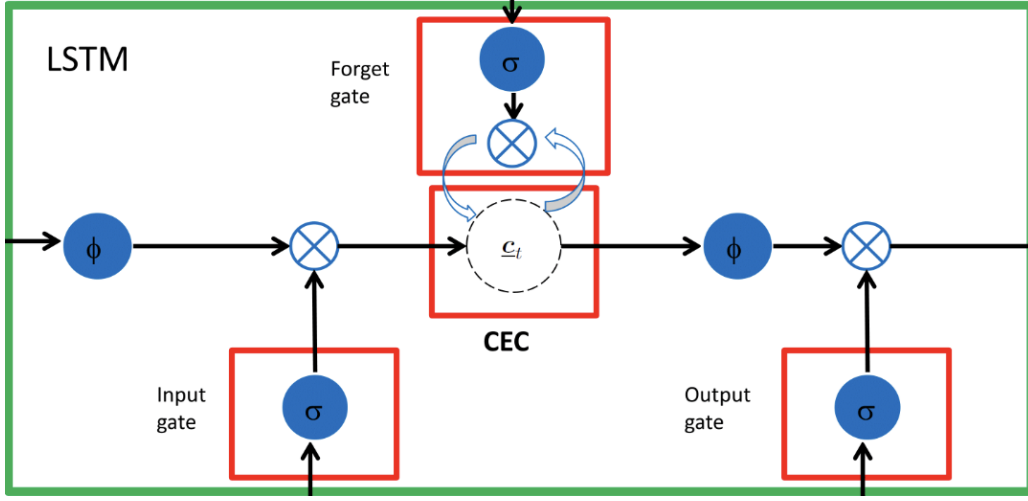 LSTM
Forget
gate
σ
ϕ
c_t
CEC
ϕ
Input
gate
σ
Output
gate
σ